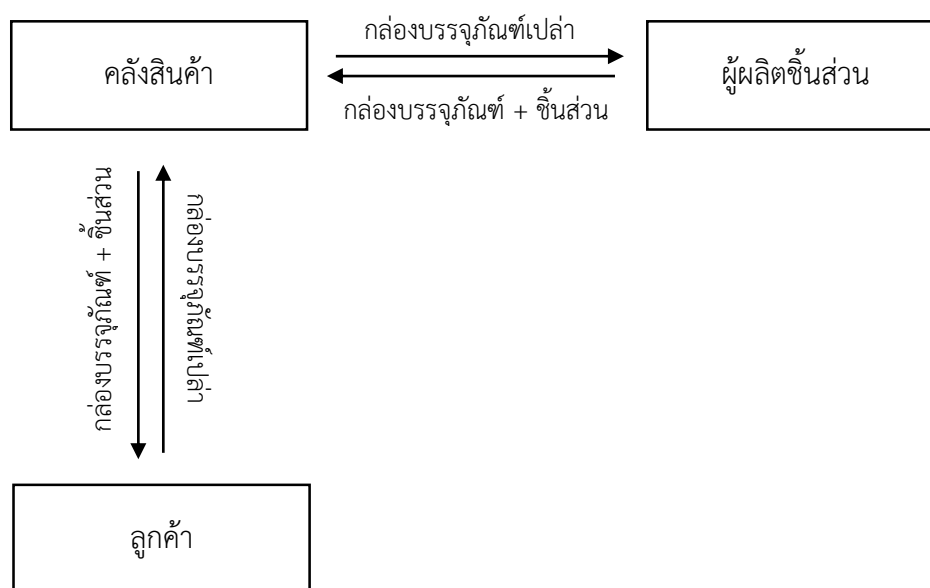 กล่องบรรจุภัณฑ์เปล่า
คลังสินค้า
ผู้ผลิตชิ้นส่วน
กล่องบรรจุภัณฑ์ + ชิ้นส่วน
กล่องบรรจุภัณฑ์ + ชิ้นส่วน
กล่องบรรจุภัณฑ์เปล่า
ลูกค้า